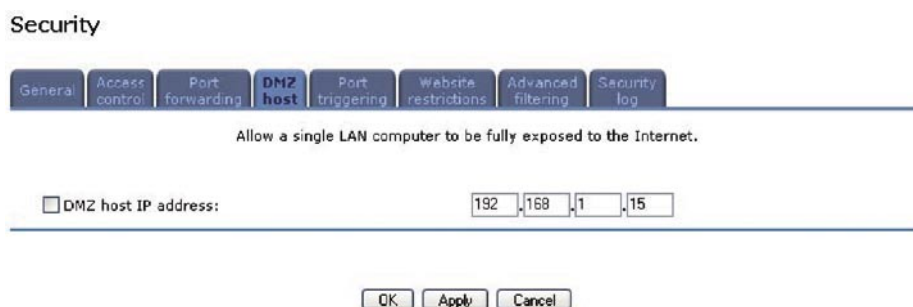 Security
General
Access control
Port forwarding
DMZ host
Port triggering
Website restrictions
Advanced filtering
Security log
Allow a single LAN computer to be fully exposed to the Internet.
DMZ host IP address: 192 .168 .1 .15
OK Apply Cancel